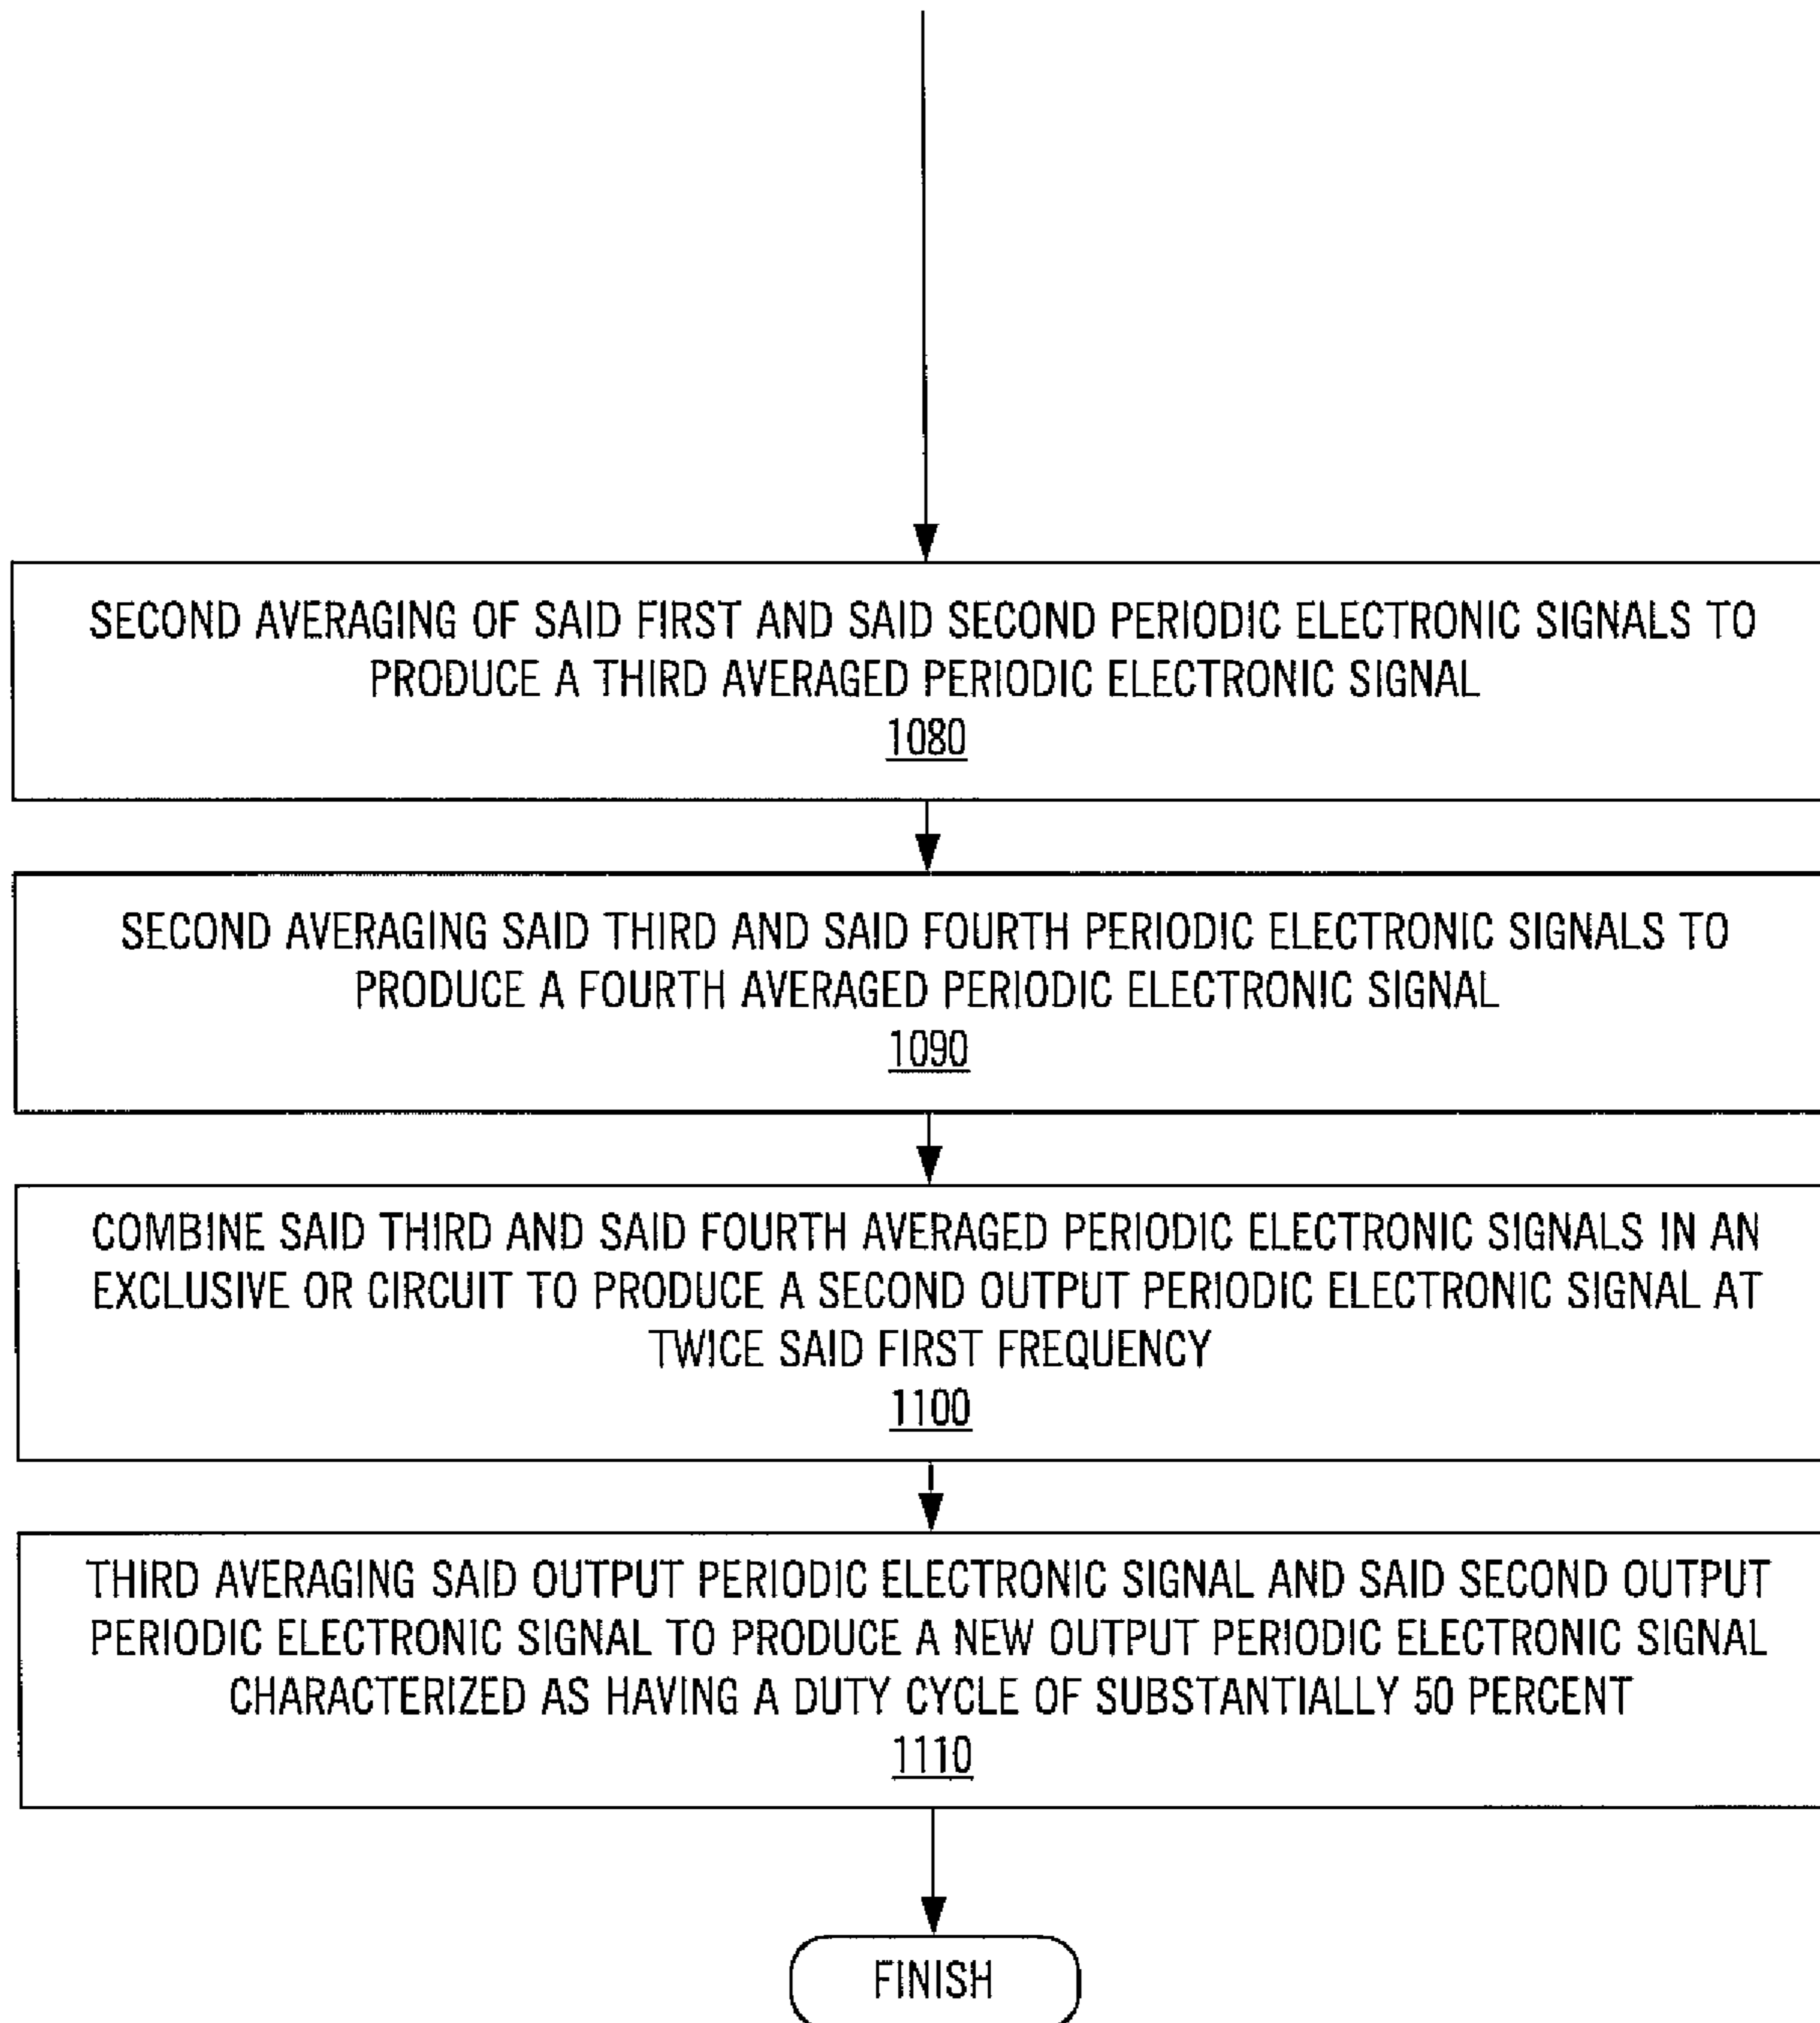 SECOND AVERAGING OF SAID FIRST AND SAID SECOND PERIODIC ELECTRONIC SIGNALS TO
PRODUCE A THIRD AVERAGED PERIODIC ELECTRONIC SIGNAL
1080
SECOND AVERAGING SAID THIRD AND SAID FOURTH PERIODIC ELECTRONIC SIGNALS TO
PRODUCE A FOURTH AVERAGED PERIODIC ELECTRONIC SIGNAL
1090
COMBINE SAID THIRD AND SAID FOURTH AVERAGED PERIODIC ELECTRONIC SIGNALS IN AN
EXCLUSIVE OR CIRCUIT TO PRODUCE A SECOND OUTPUT PERIODIC ELECTRONIC SIGNAL AT
TWICE SAID FIRST FREQUENCY
1100
THIRD AVERAGING SAID OUTPUT PERIODIC ELECTRONIC SIGNAL AND SAID SECOND OUTPUT
PERIODIC ELECTRONIC SIGNAL TO PRODUCE A NEW OUTPUT PERIODIC ELECTRONIC SIGNAL
CHARACTERIZED AS HAVING A DUTY CYCLE OF SUBSTANTIALLY 50 PERCENT
1110
FINISH